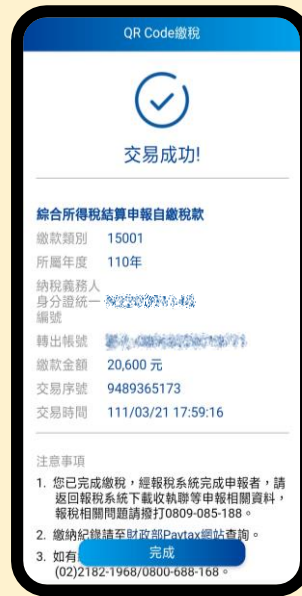 QR Code繳稅
交易成功!
綜合所得稅結算申報自繳稅款
繳款類別 15001
所屬年度 110年
納稅義務人
身分證統一
編號
轉出帳號
繳款金額 20,600 元
交易序號 9489365173
交易時間 111/03/21 17:59:16
注意事項
1. 您已完成繳稅，經報稅系統完成申報者，請
返回報稅系統下載收執聯等申報相關資料，
報稅相關問題請撥打0809-085-188。
2. 繳納紀錄請至財政部Paytax網站查詢。
3. 如有
完成
(02)2182-1968/0800-688-168。